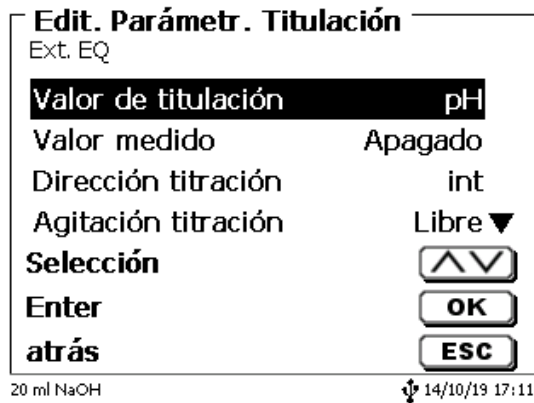 Edit. Parámetr. Titulación
Ext. EQ
Valor de titulación pH
Valor medido Apagado
Dirección titración int
Agitación titración Libre ▼
Selección
Enter OK
atrás ESC
20 ml NaOH 14/10/19 17:11